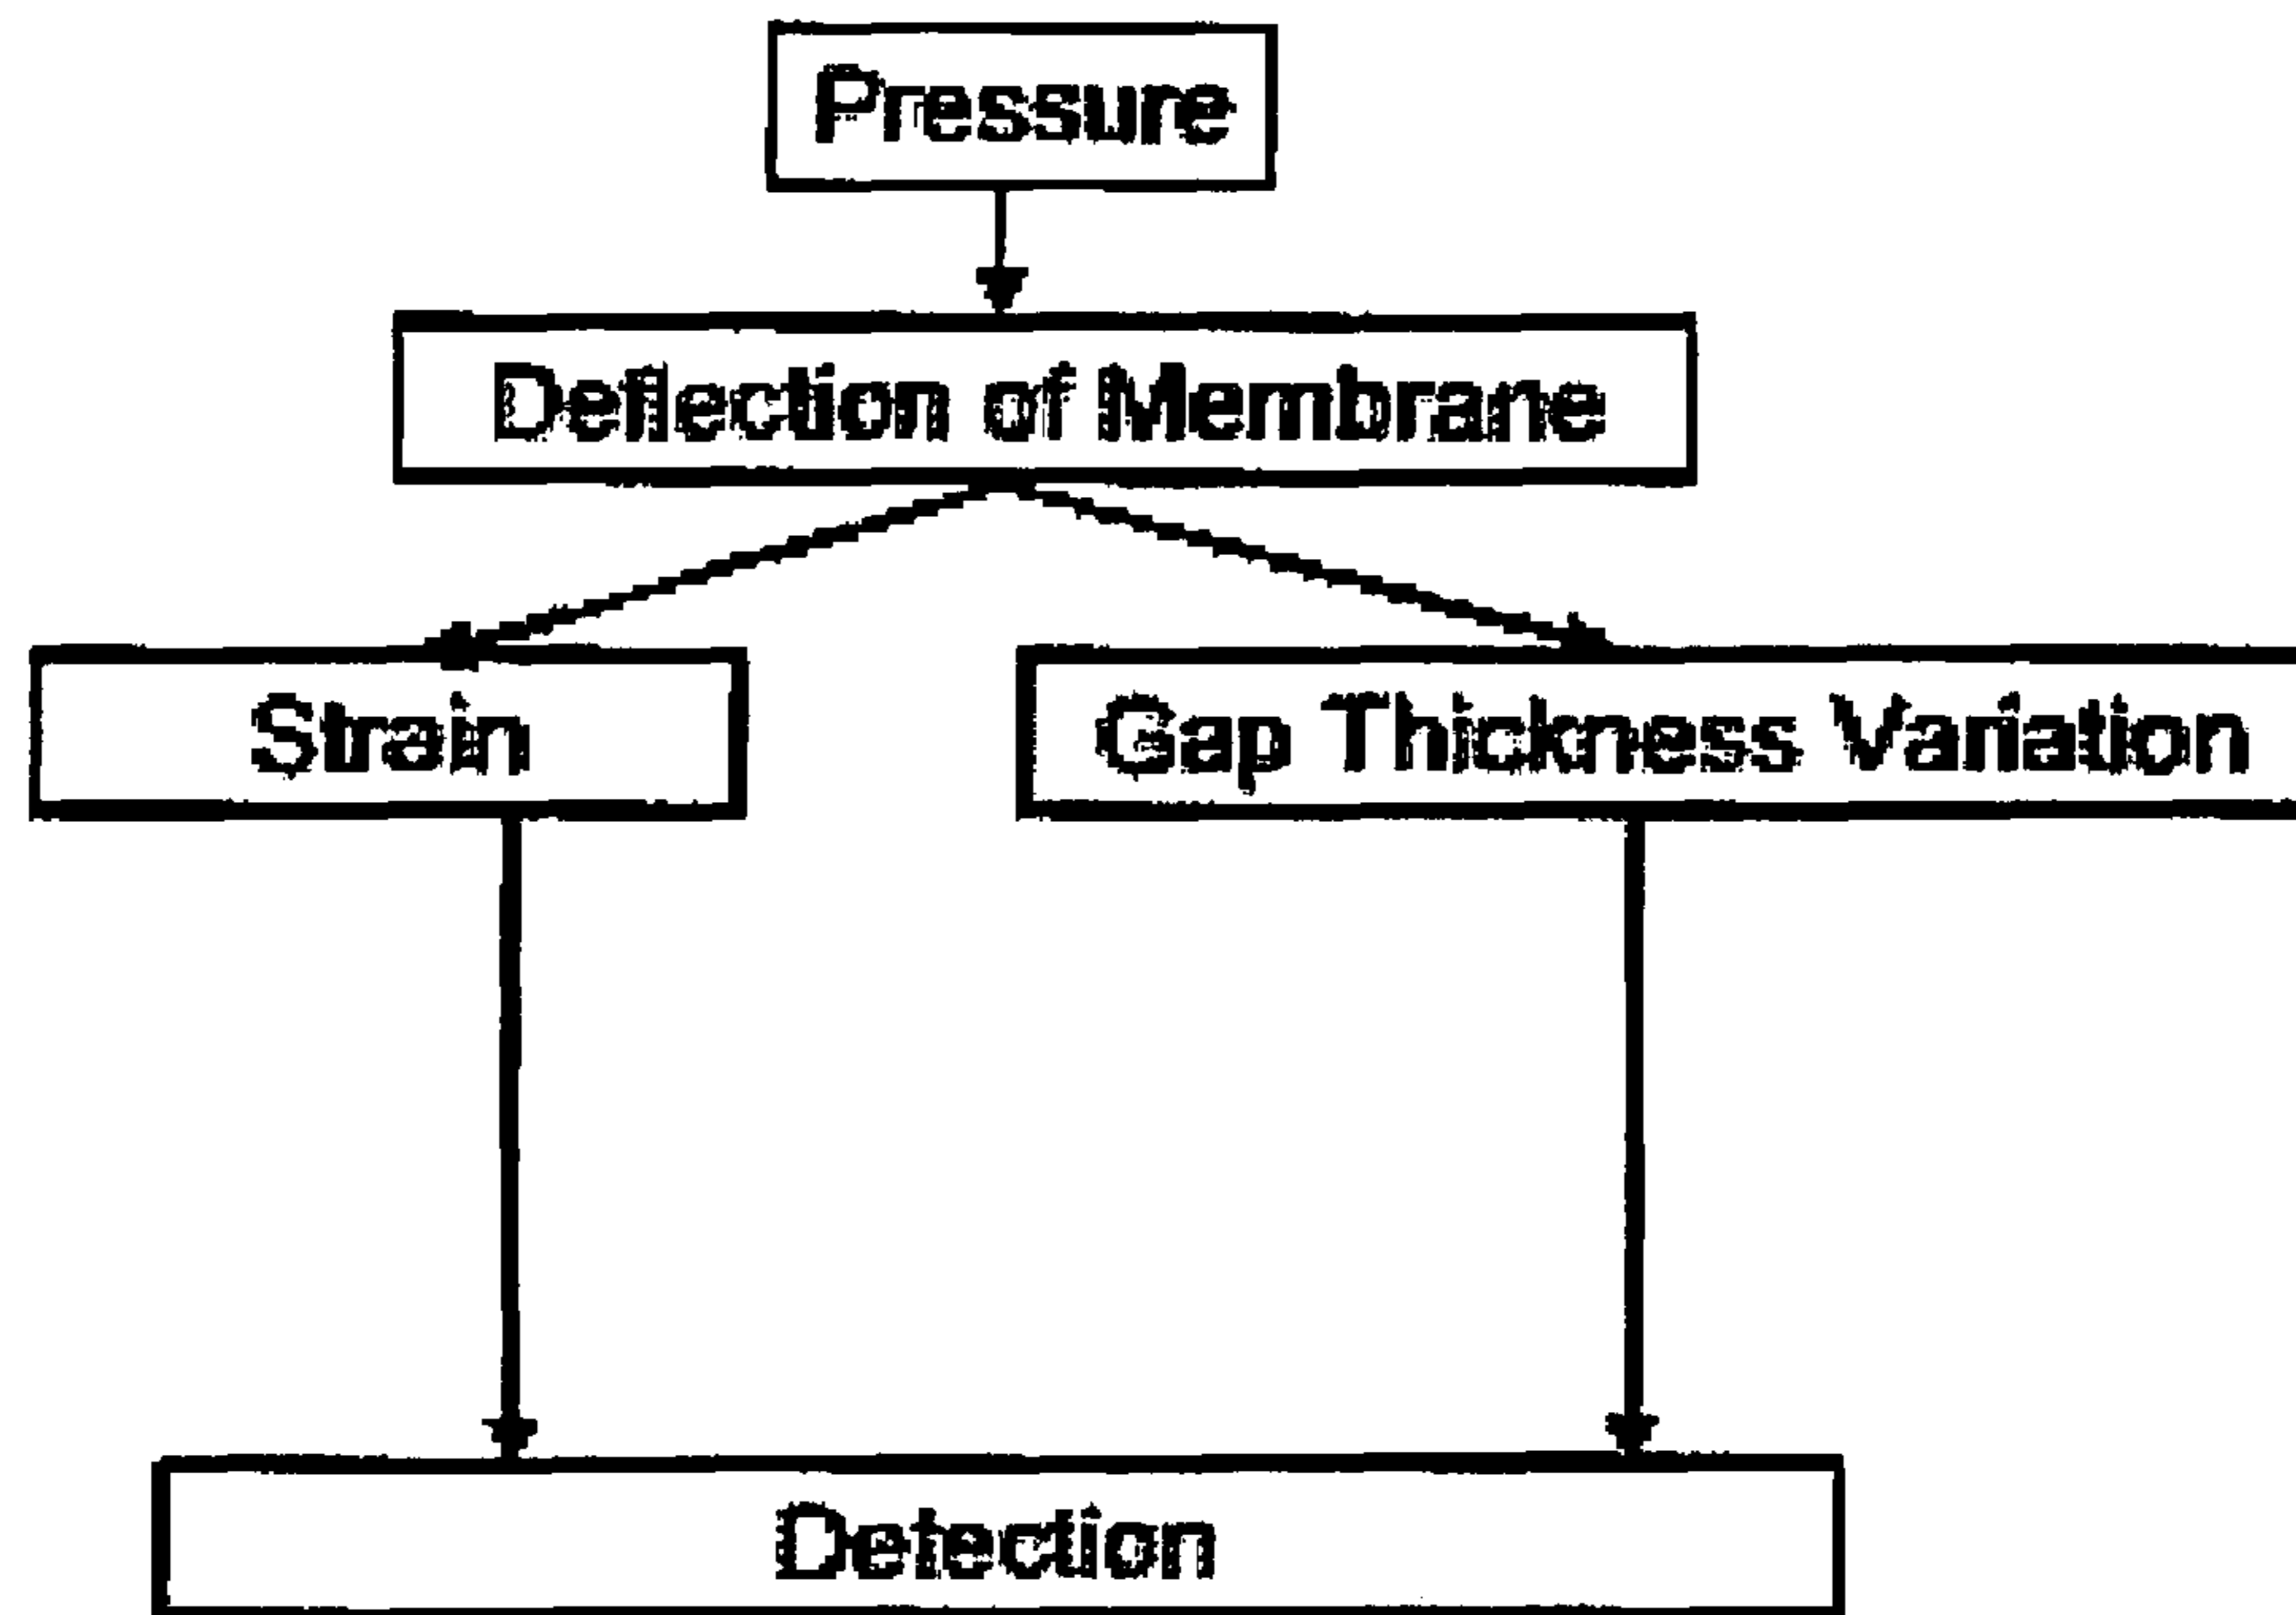 Pressure
Deflection of Membrane
Strain
Gap Thickness Variation
Detection